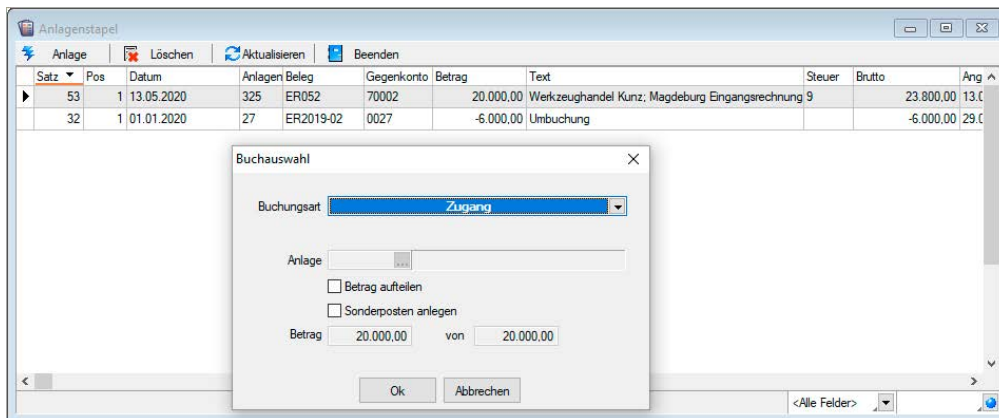 Anlagenstapel
Anlage Löschen Aktualisieren Beenden
Satz Pos Datum Anlagen Beleg Gegenkonto Betrag Text Steuer Brutto Ang
53 1 13.05.2020 325 ER052 70002 20.000,00 Werkzeughandel Kunz; Magdeburg Eingangsrechnung 9 23.800,00 13.0
32 1 01.01.2020 27 ER2019-02 0027 -6.000,00 Umbuchung -6.000,00 29.0
Buchauswahl
Buchungsart Zugang
Anlage ...
Betrag aufteilen
Sonderposten anlegen
Betrag 20.000,00 von 20.000,00
Ok Abbrechen
<Alle Felder>